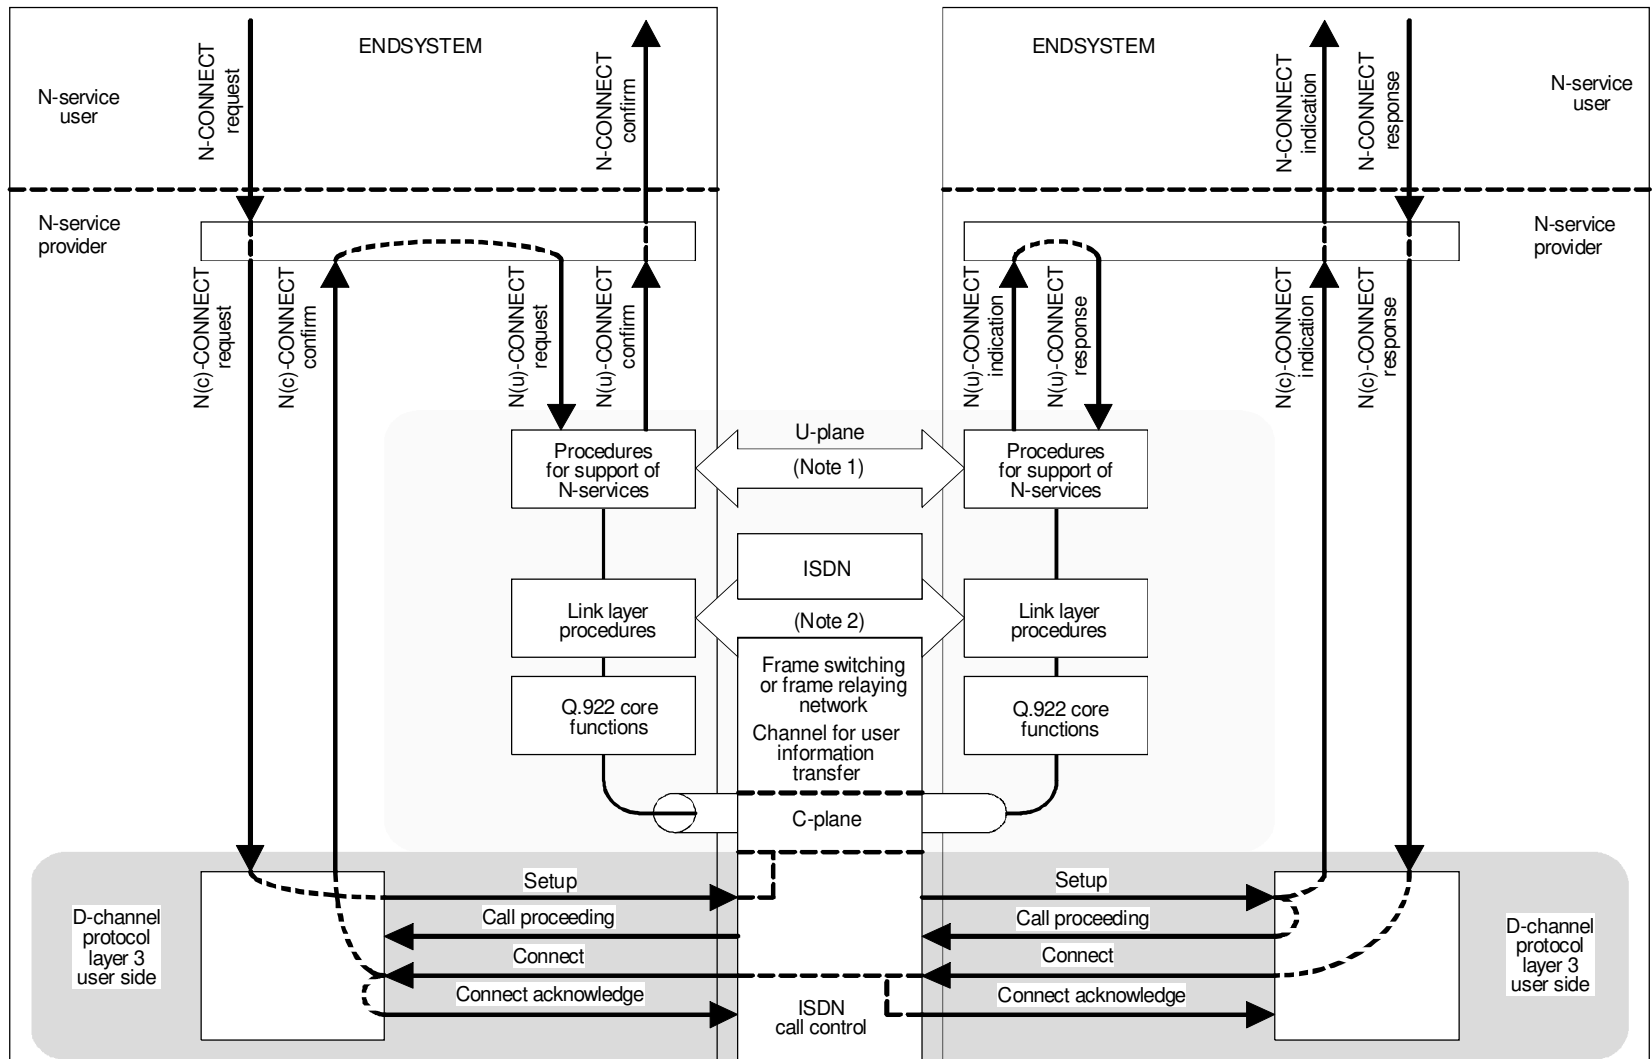 ENDSYSTEM
ENDSYSTEM
N-service
user
N-CONNECT
request
N-CONNECT
confirm
N-CONNECT
indication
N-CONNECT
response
N-service
user
N-service
provider
N-service
provider
N(c)-CONNECT
request
N(c)-CONNECT
confirm
N(u)-CONNECT
request
N(u)-CONNECT
confirm
N(u)-CONNECT
indication
N(u)-CONNECT
response
N(c)-CONNECT
indication
N(c)-CONNECT
response
Procedures
for support of
N-services
U-plane
(Note 1)
Procedures
for support of
N-services
ISDN
Link layer
procedures
(Note 2)
Link layer
procedures
Frame switching
or frame relaying
network
Q.922 core
functions
Q.922 core
functions
Channel for user
information
transfer
C-plane
Setup
Setup
Call proceeding
Call proceeding
D-channel
protocol
layer 3
user side
Connect
Connect
D-channel
protocol
layer 3
user side
Connect acknowledge
Connect acknowledge
ISDN
call control